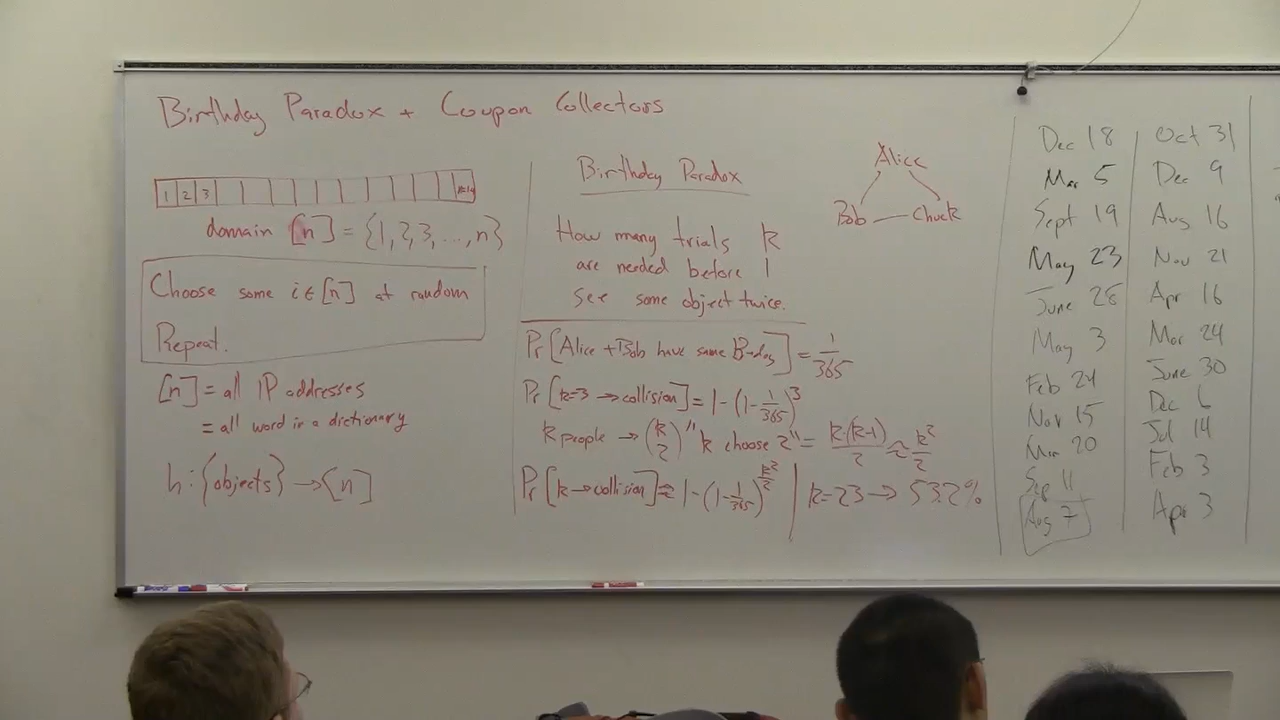 Birthday Paradox + Coupon Collectors
1 2 3
domain [n] = {1,2,3,...,n}
Choose some i∈[n] at random
Repeat.
[n] = all IP addresses
= all word in a dictionary
h: {objects} → [n]
Birthday Paradox
How many trials k
are needed before I
see some object twice.
Pr[Alice + Bob have same B-day] = 1/365
Pr[k=3 → collision] = 1-(1-1/365)^3
k people → (k 2) "k choose 2" = k(k-1)/2 ≈ k²/2
Pr[k → collision] ≈ 1-(1-1/365)^(k²/2) | k=23 → 53.2%
Alice
Bob Chuck
Dec 18
Mar 5
Sept 19
May 23
June 28
May 3
Feb 24
Nov 15
Mar 20
Sep 11
Aug 7
Oct 31
Dec 9
Aug 16
Nov 21
Apr 16
Mar 24
June 30
Dec 6
Jul 14
Feb 3
Apr 3